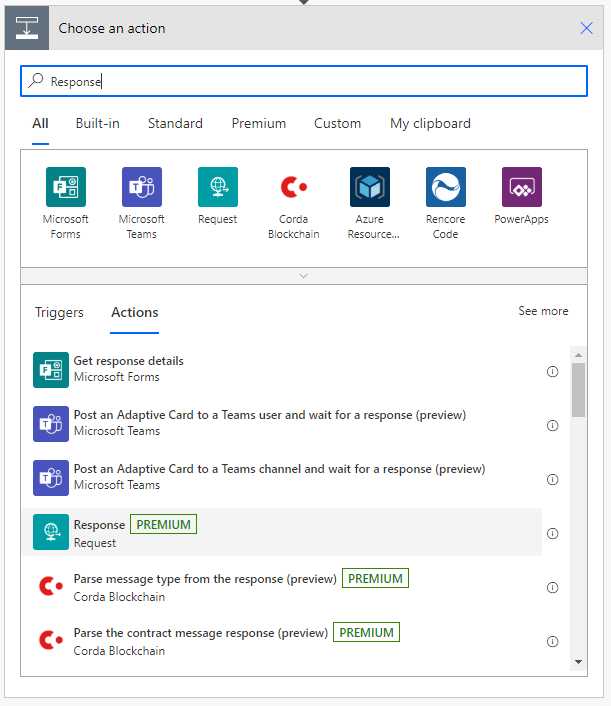 Choose an action
Response
All Built-in Standard Premium Custom My clipboard
Microsoft Forms
Microsoft Teams
Request
Corda Blockchain
Azure Resource...
Rencore Code
PowerApps
Triggers Actions See more
Get response details
Microsoft Forms
Post an Adaptive Card to a Teams user and wait for a response (preview)
Microsoft Teams
Post an Adaptive Card to a Teams channel and wait for a response (preview)
Microsoft Teams
Response PREMIUM
Request
Parse message type from the response (preview) PREMIUM
Corda Blockchain
Parse the contract message response (preview) PREMIUM
Corda Blockchain